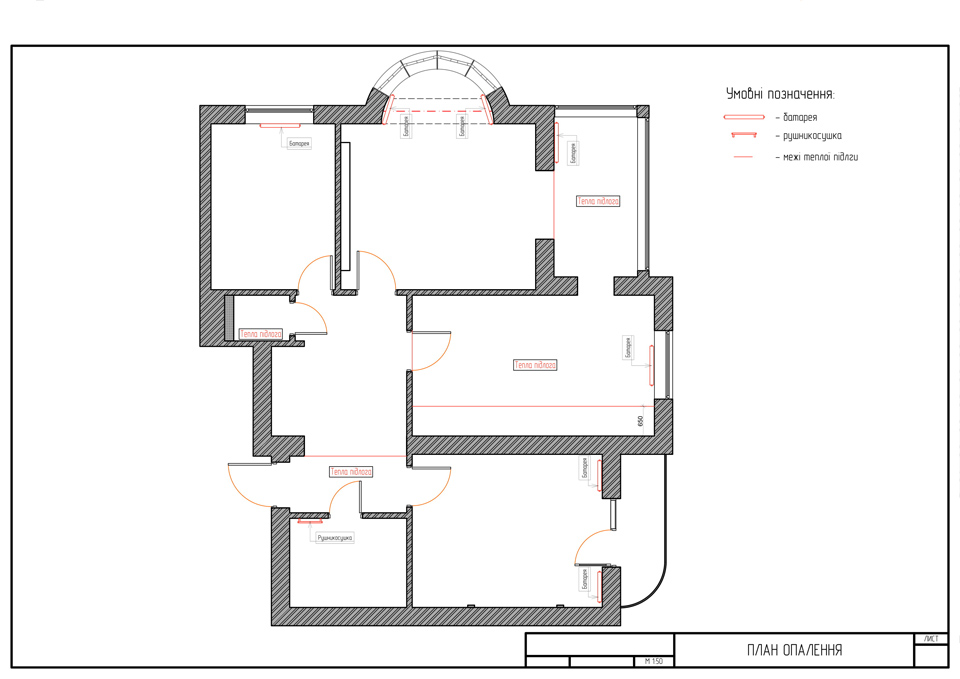 Умовні позначення:
- батарея
- рушникосушка
- межі теплої підлги
Батарея
Батарея
Батарея
Батарея
Тепла підлога
Тепла підлога
Батарея
Тепла підлога
650
Батарея
Тепла підлога
Рушникосушка
Батарея
ЛИСТ
ПЛАН ОПАЛЕННЯ
М 1:50